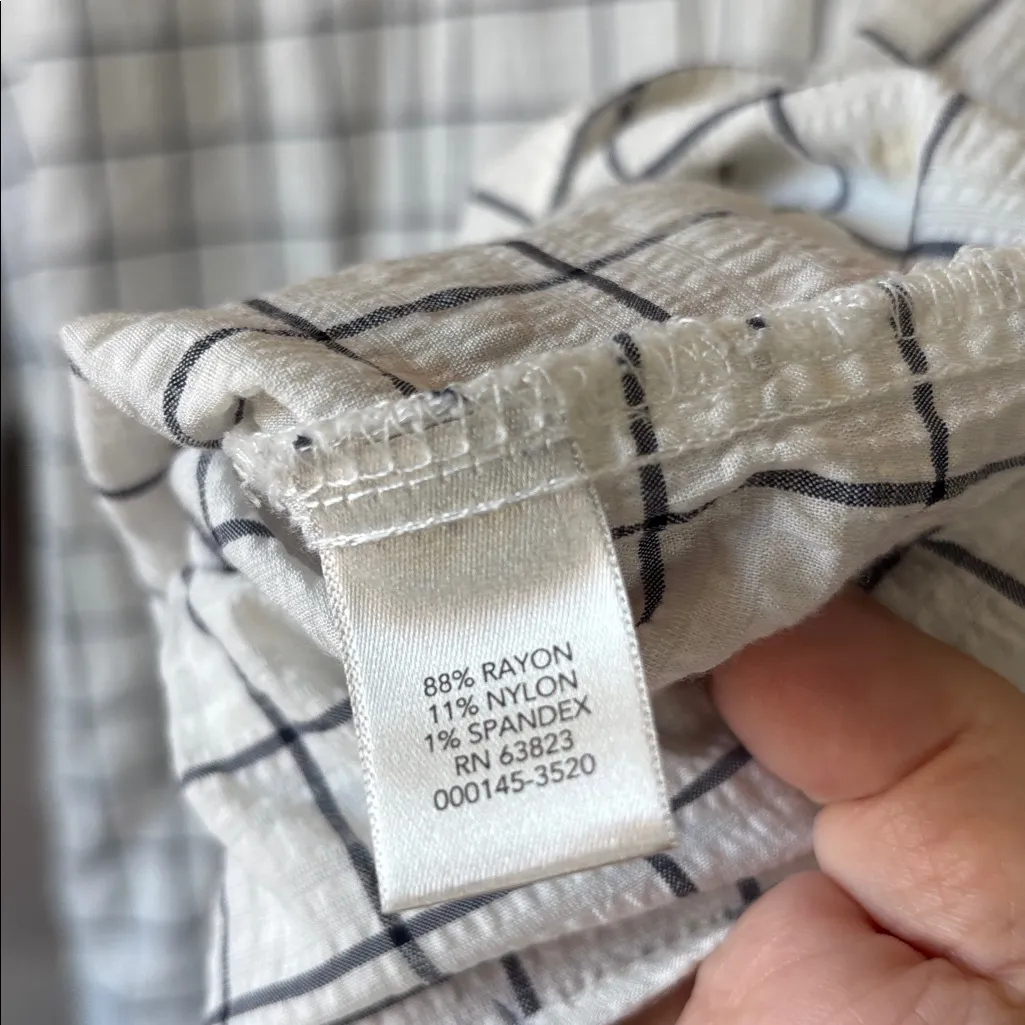 88% RAYON
11% NYLON
1% SPANDEX
RN 63823
000145-3520